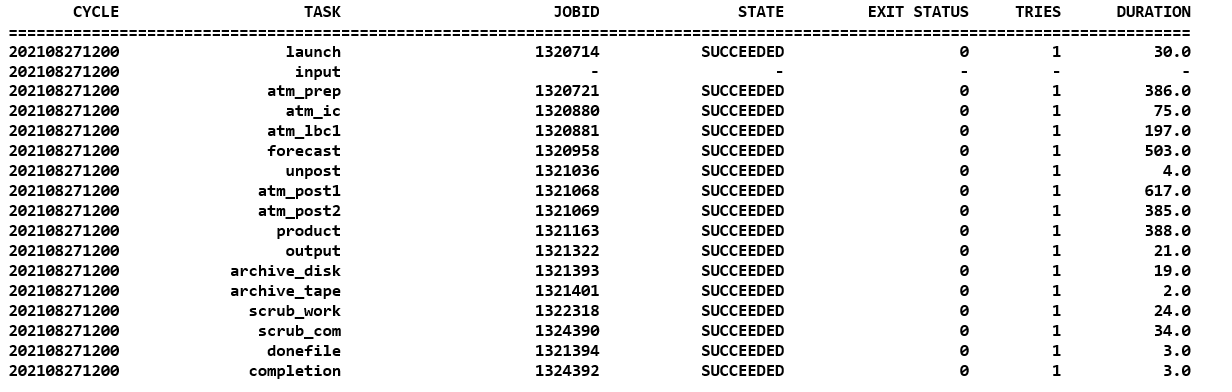 CYCLE TASK JOBID STATE EXIT STATUS TRIES DURATION
================================================================================================================================
202108271200 launch 1320714 SUCCEEDED 0 1 30.0
202108271200 input - - - - -
202108271200 atm_prep 1320721 SUCCEEDED 0 1 386.0
202108271200 atm_ic 1320880 SUCCEEDED 0 1 75.0
202108271200 atm_lbc1 1320881 SUCCEEDED 0 1 197.0
202108271200 forecast 1320958 SUCCEEDED 0 1 503.0
202108271200 unpost 1321036 SUCCEEDED 0 1 4.0
202108271200 atm_post1 1321068 SUCCEEDED 0 1 617.0
202108271200 atm_post2 1321069 SUCCEEDED 0 1 385.0
202108271200 product 1321163 SUCCEEDED 0 1 388.0
202108271200 output 1321322 SUCCEEDED 0 1 21.0
202108271200 archive_disk 1321393 SUCCEEDED 0 1 19.0
202108271200 archive_tape 1321401 SUCCEEDED 0 1 2.0
202108271200 scrub_work 1322318 SUCCEEDED 0 1 24.0
202108271200 scrub_com 1324390 SUCCEEDED 0 1 34.0
202108271200 donefile 1321394 SUCCEEDED 0 1 3.0
202108271200 completion 1324392 SUCCEEDED 0 1 3.0